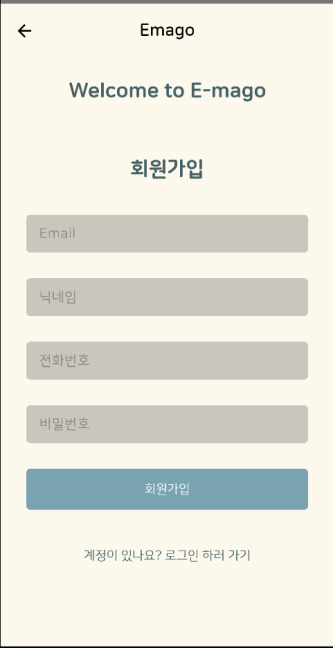 Emago
Welcome to E-mago
회원가입
Email
닉네임
전화번호
비밀번호
회원가입
계정이 있나요? 로그인 하러 가기